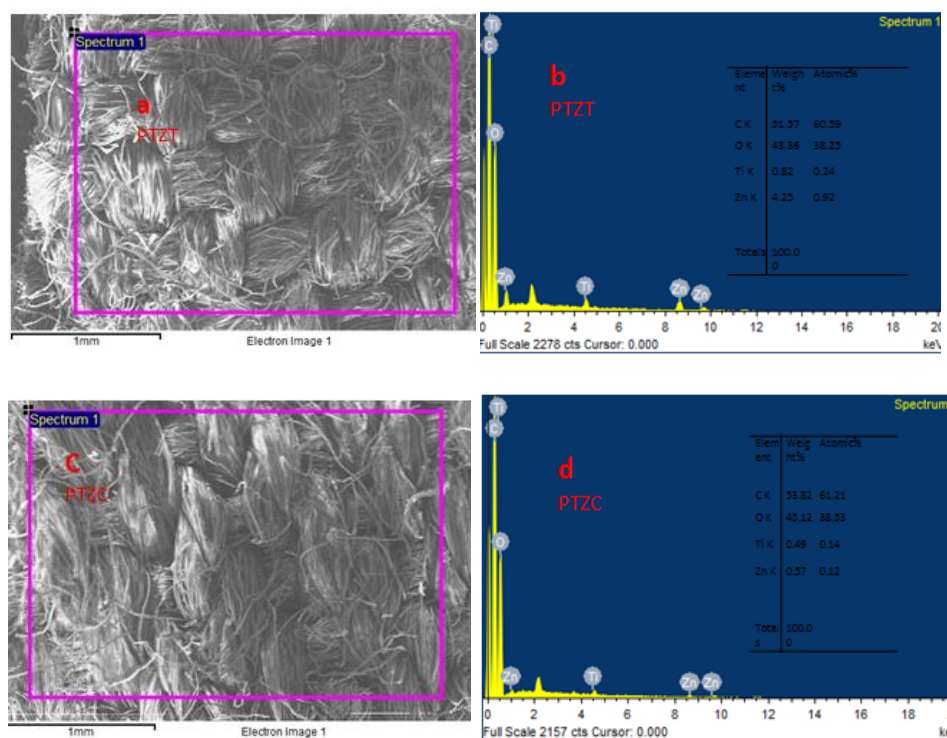 Spectrum 1
a
PTZT
1mm
Electron Image 1
Spectrum 1
b
PTZT
Ti
C
O
Zn
Ti
Zn
Zn
Eleme
nt
Weigh
t%
Atomic%
C K 51.57 60.59
O K 43.36 38.25
Ti K 0.82 0.24
Zn K 4.25 0.92
Totals 100.0
0
0 2 4 6 8 10 12 14 16 18 20
Full Scale 2278 cts Cursor: 0.000
keV
Spectrum 1
C
PTZC
1mm
Electron Image 1
Spectrum
d
PTZC
Ti
C
O
Zn
Ti
Zn
Zn
Elem
ent
Weig
ht%
Atomic%
C K 53.82 61.21
O K 45.12 38.53
Ti K 0.49 0.14
Zn K 0.57 0.12
Total
s
100.0
0
0 2 4 6 8 10 12 14 16 18
Full Scale 2157 cts Cursor: 0.000